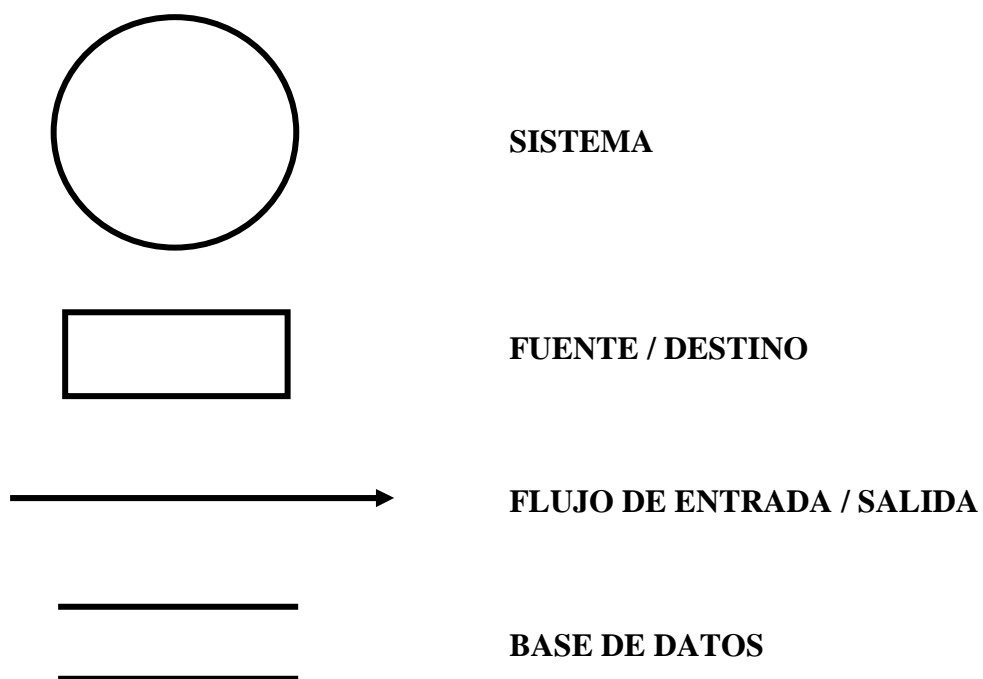 SISTEMA
FUENTE / DESTINO
FLUJO DE ENTRADA / SALIDA
BASE DE DATOS